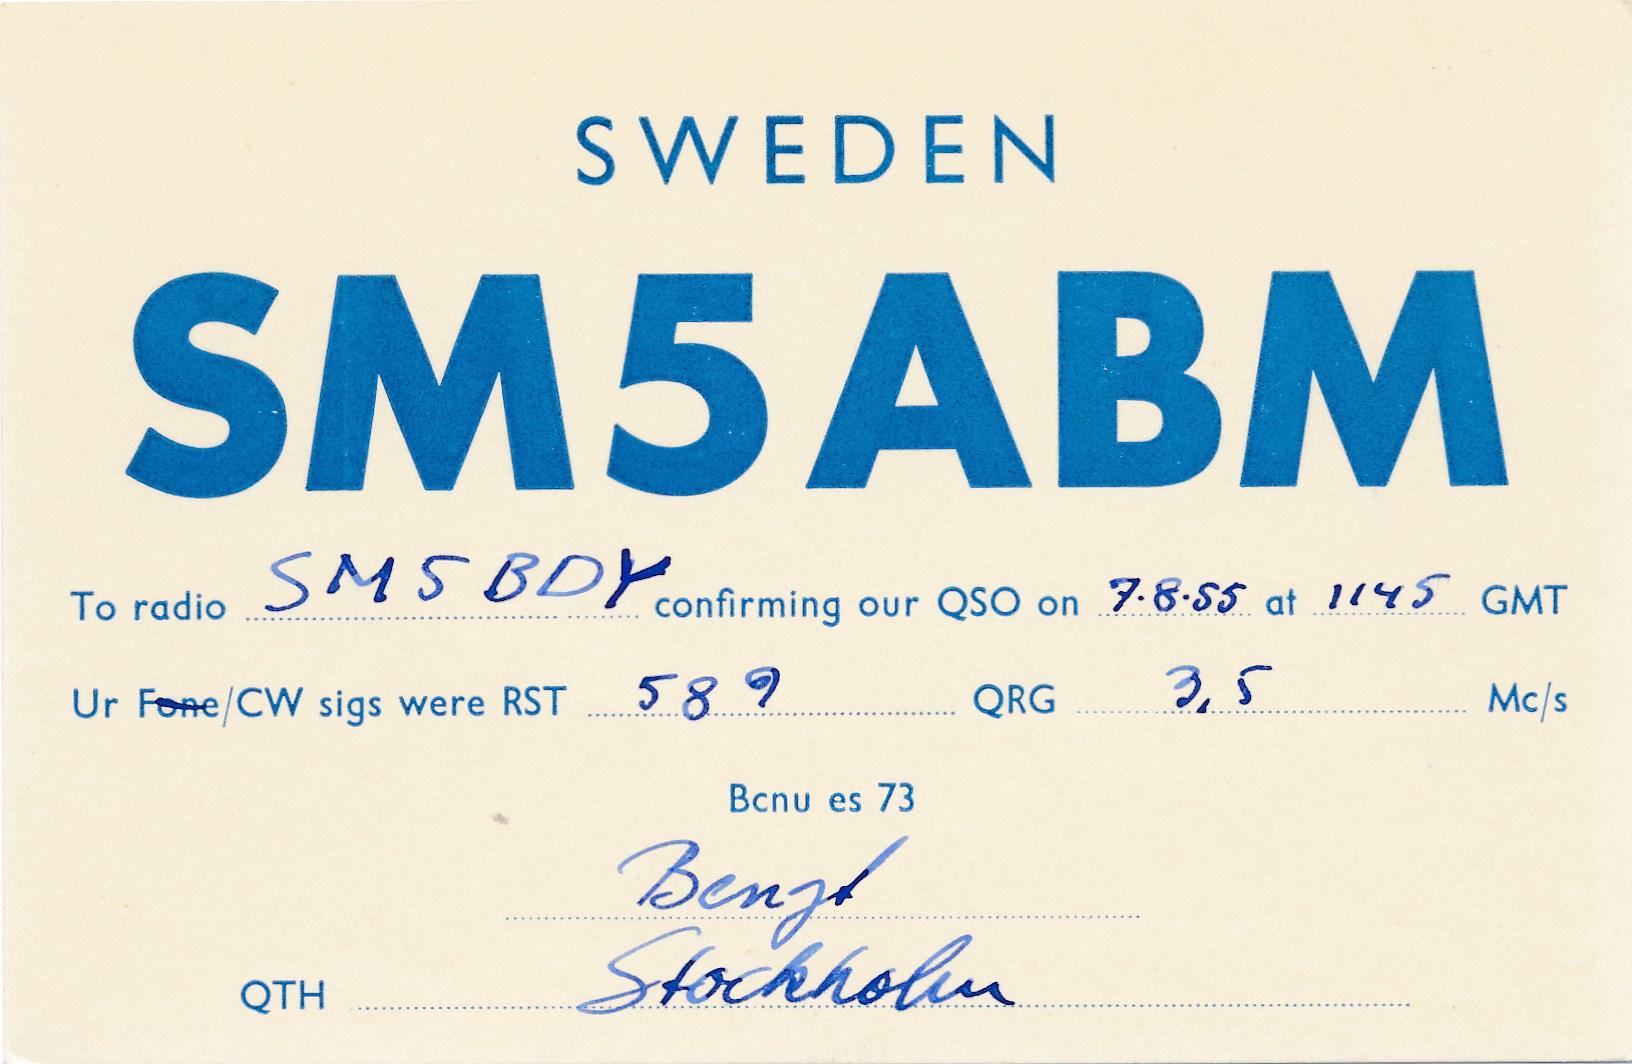 SWEDEN
SM5ABM
To radio SM5BDY confirming our QSO on 7.8.55 at 1145 GMT
Ur Fone/CW sigs were RST 589 QRG 3,5 Mc/s
Bcnu es 73
Bengt
QTH Stockholm